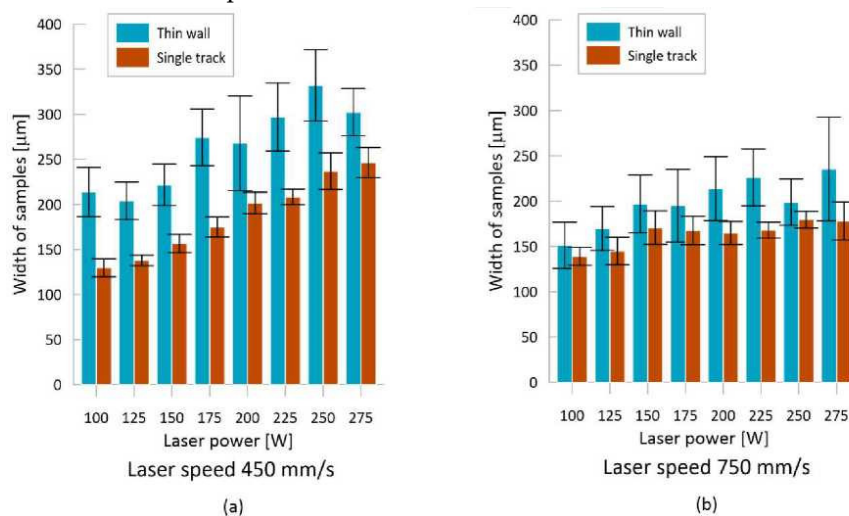 400
350
300
250
200
150
100
50
0
Width of samples [μm]
Thin wall
Single track
100 125 150 175 200 225 250 275
Laser power [W]
Laser speed 450 mm/s
(a)
400
350
300
250
200
150
100
50
0
Width of samples [μm]
Thin wall
Single track
100 125 150 175 200 225 250 275
Laser power [W]
Laser speed 750 mm/s
(b)